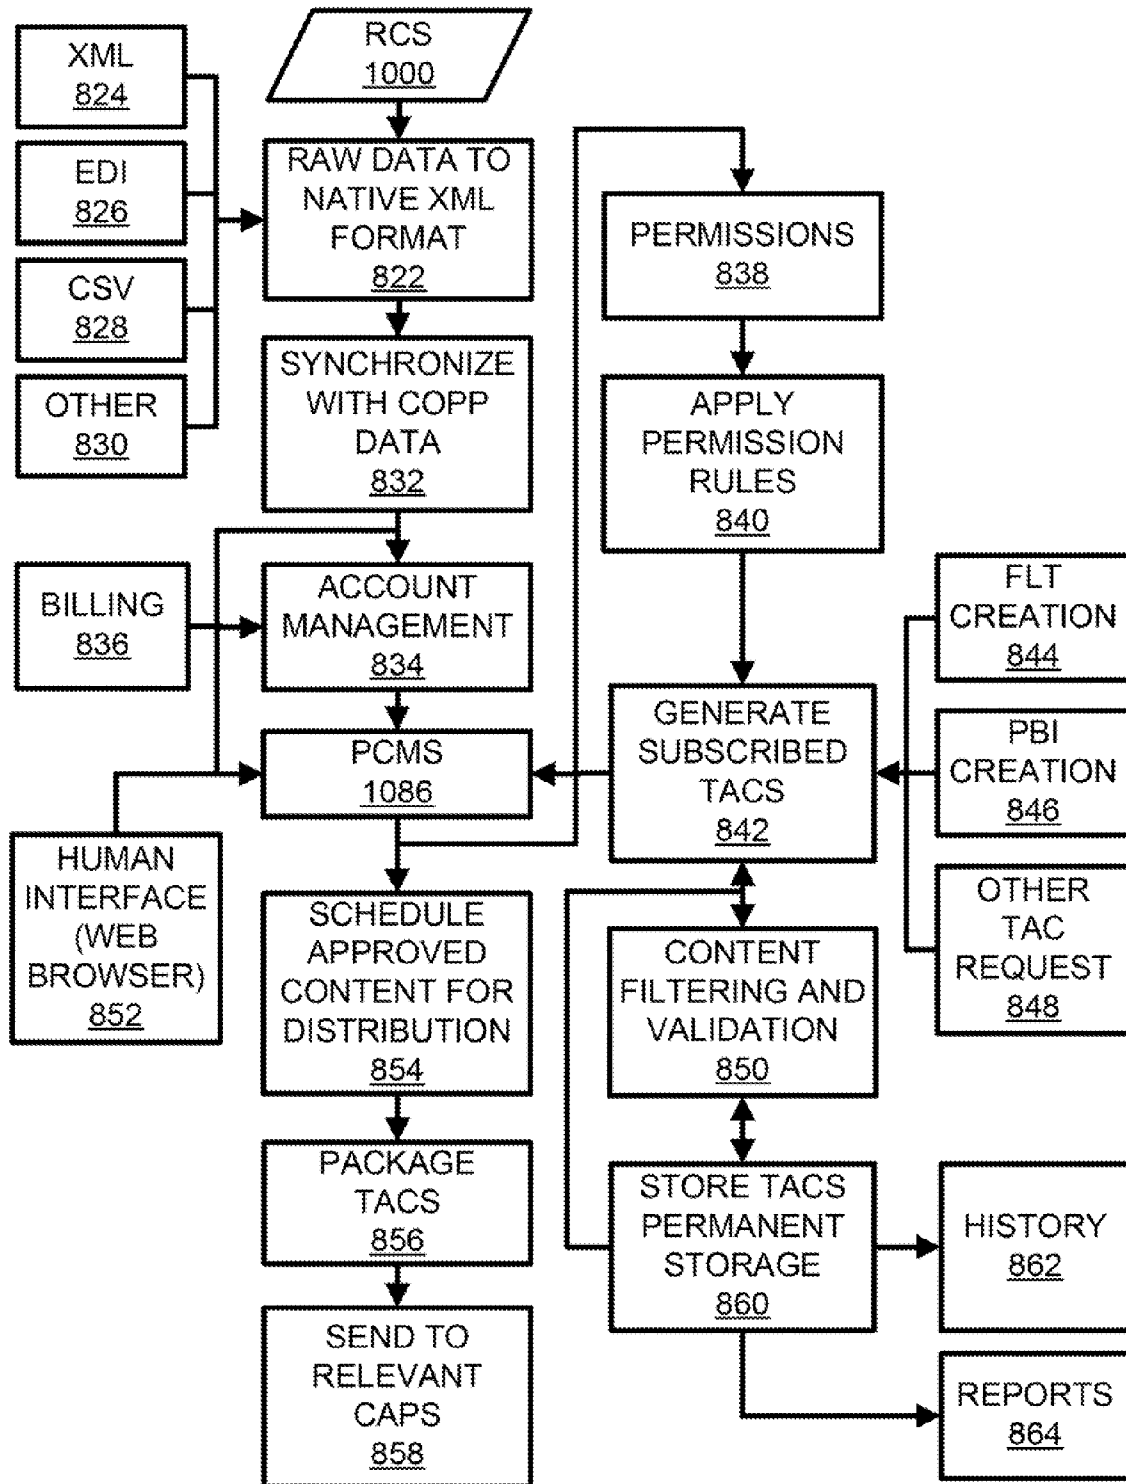 RCS
1000
XML
824
EDI
826
CSV
828
OTHER
830
RAW DATA TO
NATIVE XML
FORMAT
822
SYNCHRONIZE
WITH COPP
DATA
832
BILLING
836
ACCOUNT
MANAGEMENT
834
PCMS
1086
HUMAN
INTERFACE
(WEB
BROWSER)
852
SCHEDULE
APPROVED
CONTENT FOR
DISTRIBUTION
854
PACKAGE
TACS
856
SEND TO
RELEVANT
CAPS
858
PERMISSIONS
838
APPLY
PERMISSION
RULES
840
GENERATE
SUBSCRIBED
TACS
842
FLT
CREATION
844
PBI
CREATION
846
OTHER
TAC
REQUEST
848
CONTENT
FILTERING AND
VALIDATION
850
STORE TACS
PERMANENT
STORAGE
860
HISTORY
862
REPORTS
864